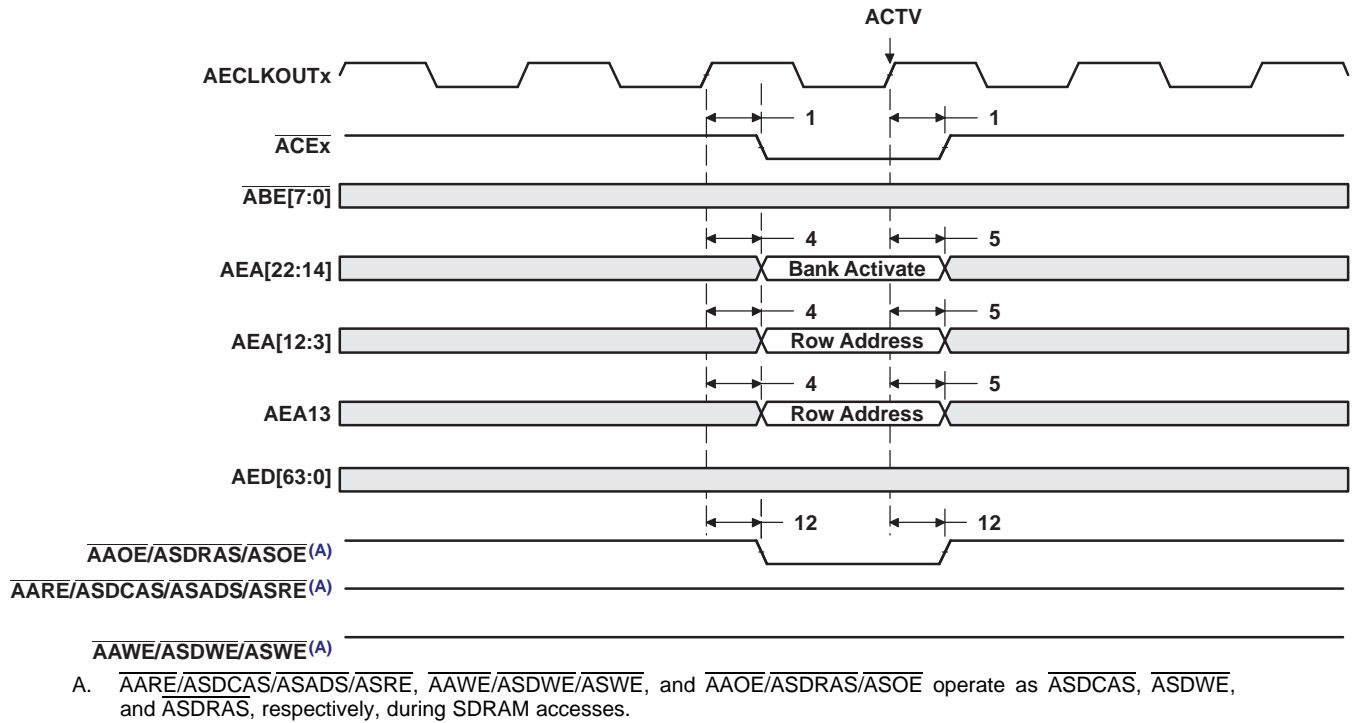 ACTV
AECLKOUTx
1 1
ACEx
ABE[7:0]
4 5
AEA[22:14] Bank Activate
4 5
AEA[12:3] Row Address
4 5
AEA13 Row Address
AED[63:0]
12 12
AAOE/ASDRAS/ASOE(A)
AARE/ASDCAS/ASADS/ASRE(A)
AAWE/ASDWE/ASWE(A)
A. AARE/ASDCAS/ASADS/ASRE, AAWE/ASDWE/ASWE, and AAOE/ASDRAS/ASOE operate as ASDCAS, ASDWE,
and ASDRAS, respectively, during SDRAM accesses.